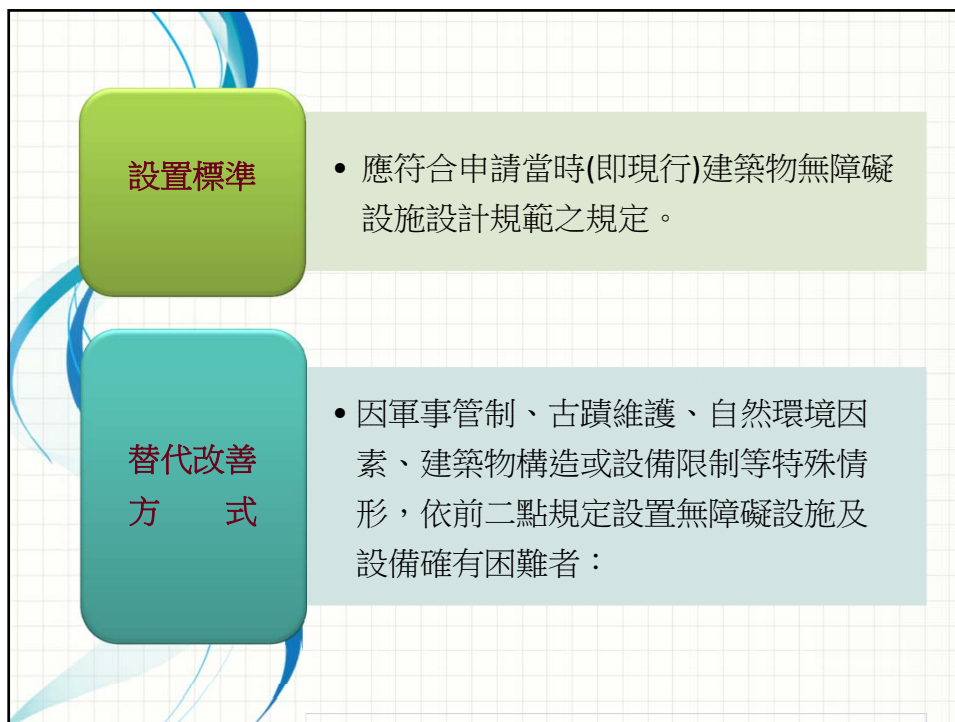 設置標準
• 應符合申請當時(即現行)建築物無障礙
設施設計規範之規定。
替代改善
方 式
• 因軍事管制、古蹟維護、自然環境因
素、建築物構造或設備限制等特殊情
形，依前二點規定設置無障礙設施及
設備確有困難者：